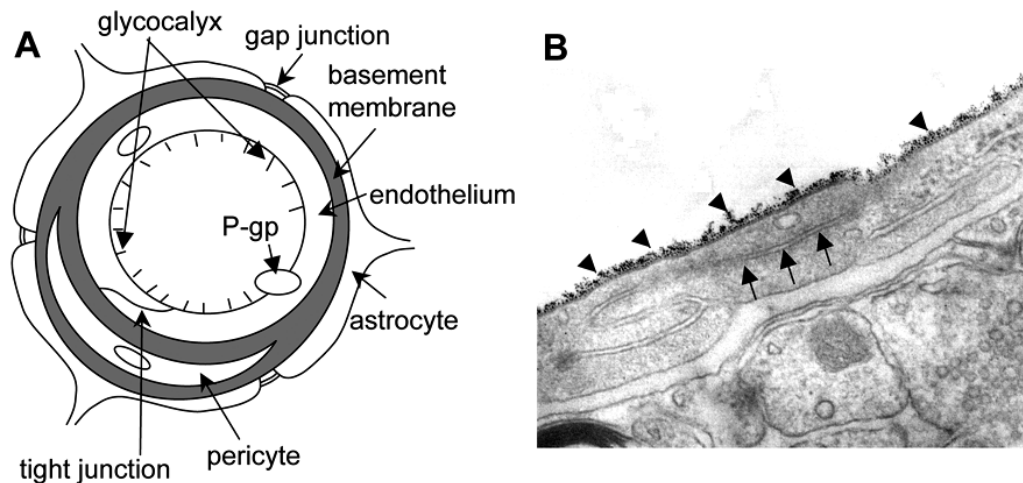 A
glycocalyx
gap junction
basement
membrane
endothelium
P-gp
astrocyte
pericyte
tight junction
B